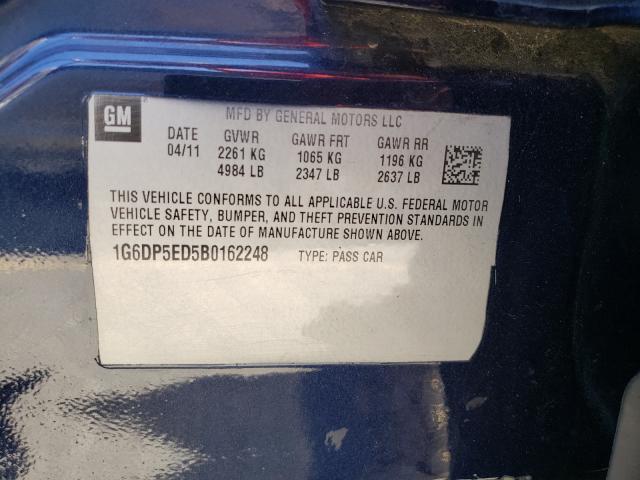 GM
MFD BY GENERAL MOTORS LLC
DATE GVWR GAWR FRT GAWR RR
04/11 2261 KG 1065 KG 1196 KG
4984 LB 2347 LB 2637 LB
THIS VEHICLE CONFORMS TO ALL APPLICABLE U.S. FEDERAL MOTOR
VEHICLE SAFETY, BUMPER, AND THEFT PREVENTION STANDARDS IN
EFFECT ON THE DATE OF MANUFACTURE SHOWN ABOVE.
1G6DP5ED5B0162248 TYPE: PASS CAR